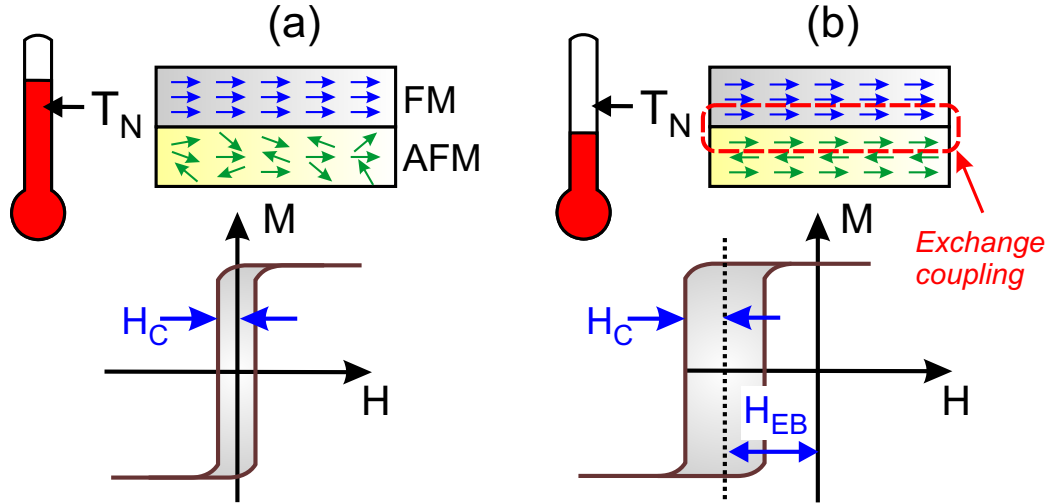 (a)
T_N
FM
AFM
M
H_C
H
(b)
T_N
Exchange
coupling
M
H_C
H_EB
H